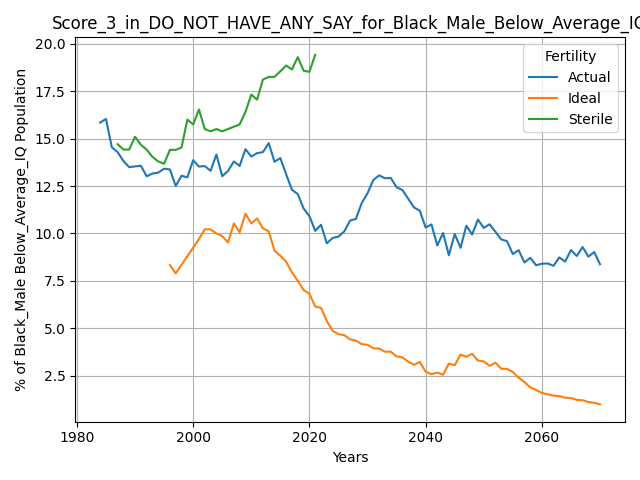 Score_3_in_DO_NOT_HAVE_ANY_SAY_for_Black_Male_Below_Average_IQ
% of Black_Male Below_Average_IQ Population
20.0
17.5
15.0
12.5
10.0
7.5
5.0
2.5
Fertility
Actual
Ideal
Sterile
1980
2000
2020
2040
2060
Years